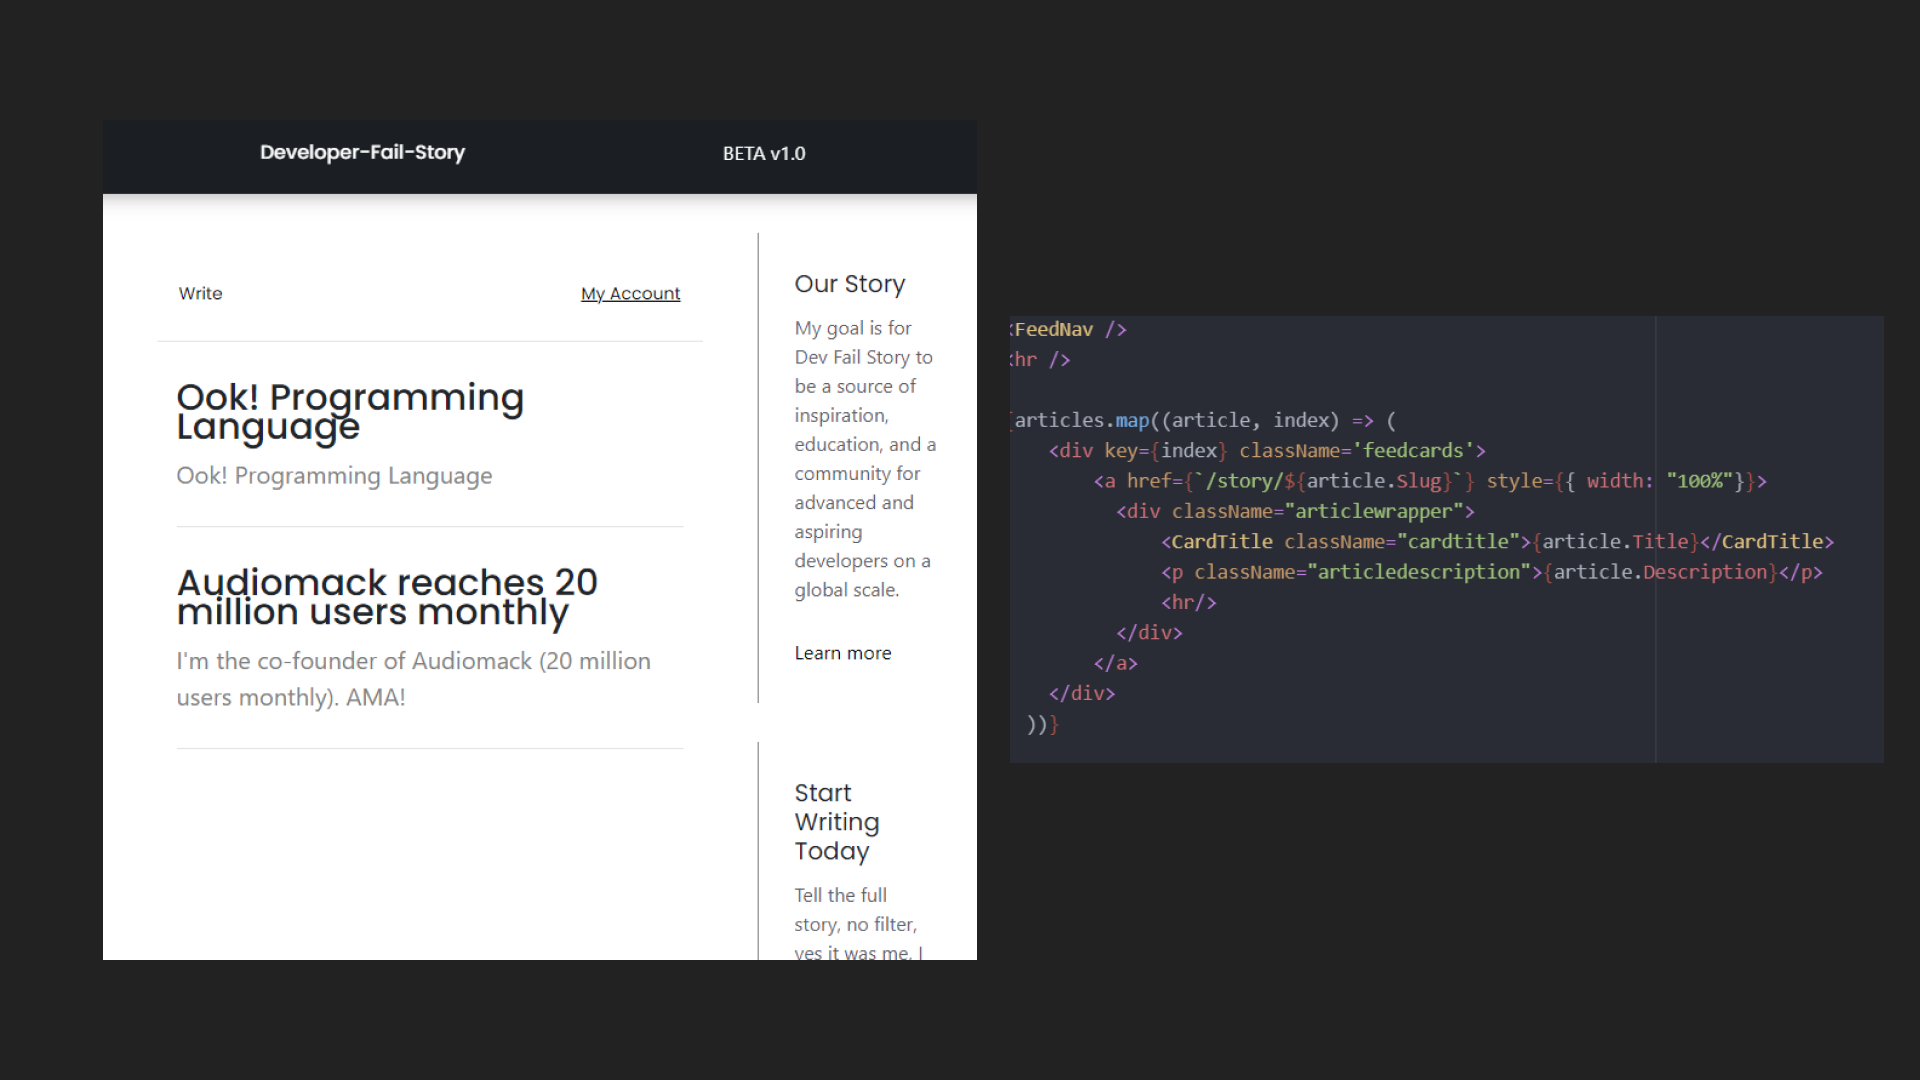 Developer-Fail-Story
BETA v1.0
Write
My Account
Ook! Programming
Language
Ook! Programming Language
Audiomack reaches 20
million users monthly
I'm the co-founder of Audiomack (20 million
users monthly). AMA!
Our Story
My goal is for
Dev Fail Story to
be a source of
inspiration,
education, and a
community for
advanced and
aspiring
developers on a
global scale.
Learn more
Start
Writing
Today
Tell the full
story, no filter,
yes it was me, I
<FeedNav />
<hr />
{articles.map((article, index) => (
<div key={index} className='feedcards'>
<a href={`/story/${article.Slug}`} style={{ width: "100%"}}>
<div className="articlewrapper">
<CardTitle className="cardtitle">{article.Title}</CardTitle>
<p className="articledescription">{article.Description}</p>
<hr/>
</div>
</a>
</div>
))}